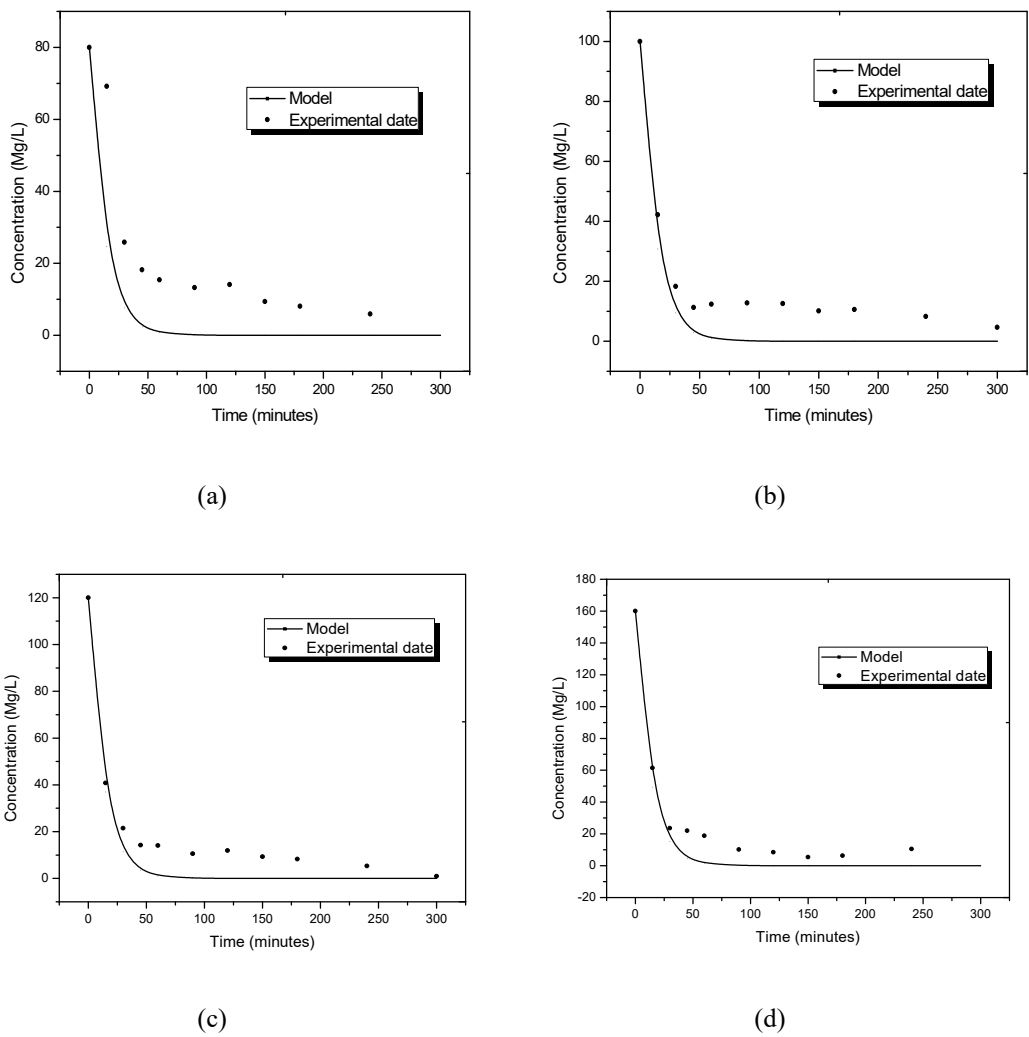 80
60
40
20
0
Concentration (Mg/L)
Model
Experimental date
0 50 100 150 200 250 300
Time (minutes)
(a)
100
80
60
40
20
0
Concentration (Mg/L)
Model
Experimental date
0 50 100 150 200 250 300
Time (minutes)
(b)
120
100
80
60
40
20
0
Concentration (Mg/L)
Model
Experimental date
0 50 100 150 200 250 300
Time (minutes)
(c)
180
160
140
120
100
80
60
40
20
0
-20
Concentration (Mg/L)
Model
Experimental date
0 50 100 150 200 250 300
Time (minutes)
(d)